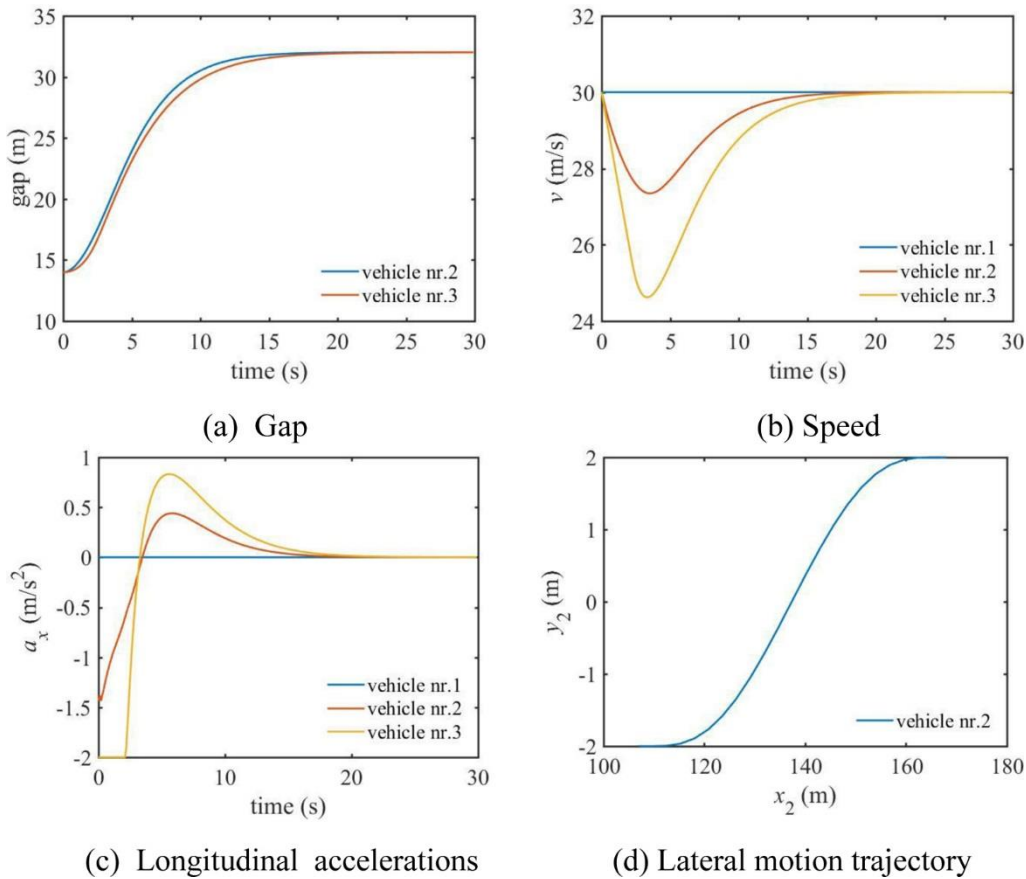 35
30
25
20
15
10
gap (m)
vehicle nr.2
vehicle nr.3
0 5 10 15 20 25 30
time (s)
(a) Gap
32
30
28
26
24
v (m/s)
vehicle nr.1
vehicle nr.2
vehicle nr.3
0 5 10 15 20 25 30
time (s)
(b) Speed
1
0.5
0
-0.5
-1
-1.5
-2
a_x (m/s²)
vehicle nr.1
vehicle nr.2
vehicle nr.3
0 10 20 30
time (s)
(c) Longitudinal accelerations
2
1
0
-1
-2
y₂ (m)
vehicle nr.2
100 120 140 160 180
x₂ (m)
(d) Lateral motion trajectory